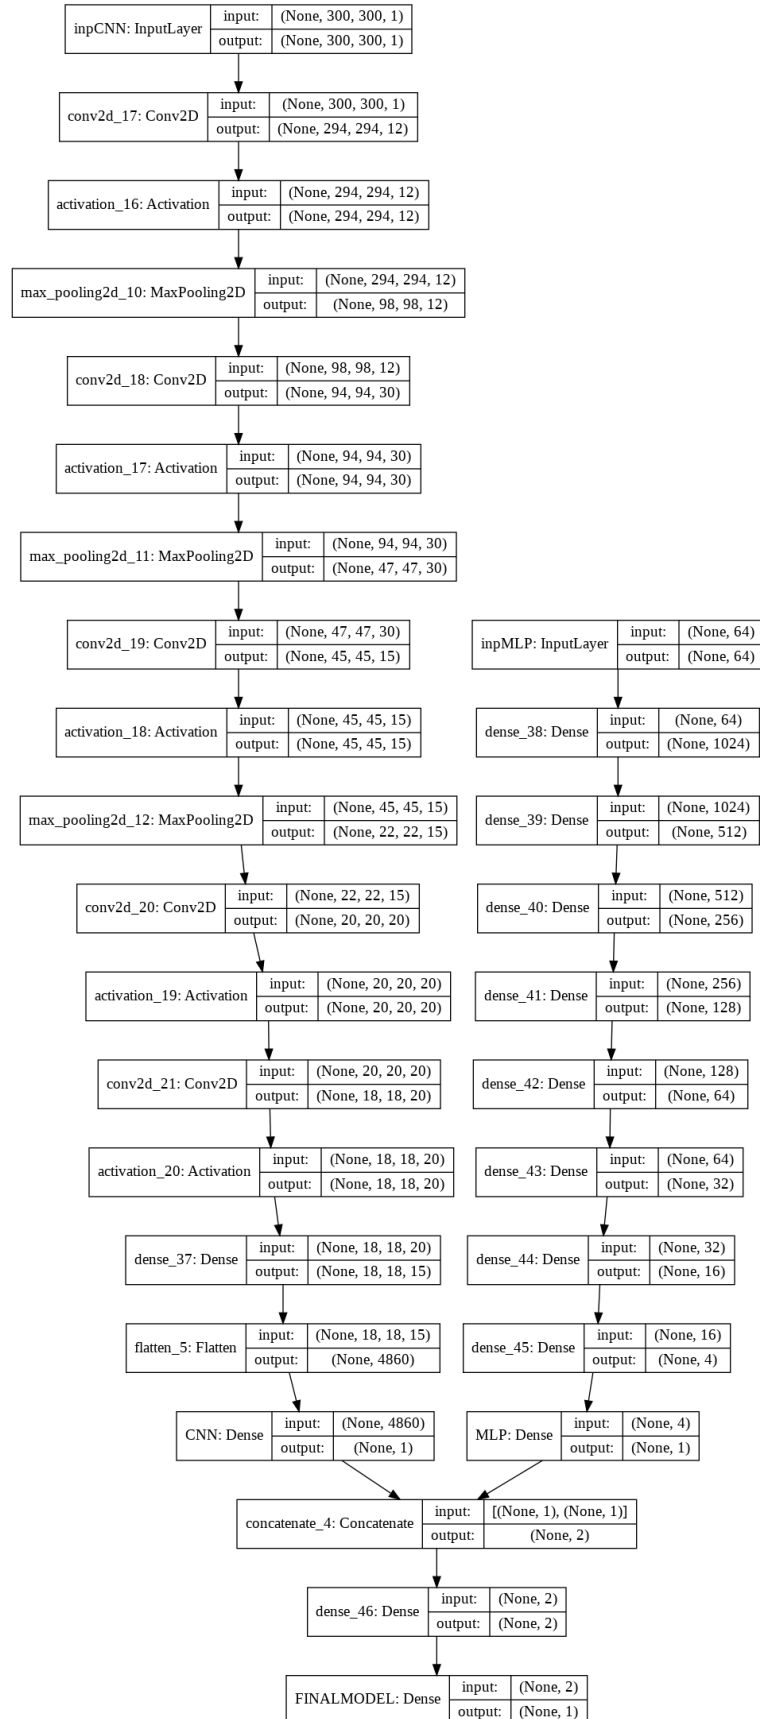 inpCNN: InputLayer
input: (None, 300, 300, 1)
output: (None, 300, 300, 1)
conv2d_17: Conv2D
input: (None, 300, 300, 1)
output: (None, 294, 294, 12)
activation_16: Activation
input: (None, 294, 294, 12)
output: (None, 294, 294, 12)
max_pooling2d_10: MaxPooling2D
input: (None, 294, 294, 12)
output: (None, 98, 98, 12)
conv2d_18: Conv2D
input: (None, 98, 98, 12)
output: (None, 94, 94, 30)
activation_17: Activation
input: (None, 94, 94, 30)
output: (None, 94, 94, 30)
max_pooling2d_11: MaxPooling2D
input: (None, 94, 94, 30)
output: (None, 47, 47, 30)
conv2d_19: Conv2D
input: (None, 47, 47, 30)
output: (None, 45, 45, 15)
activation_18: Activation
input: (None, 45, 45, 15)
output: (None, 45, 45, 15)
max_pooling2d_12: MaxPooling2D
input: (None, 45, 45, 15)
output: (None, 22, 22, 15)
conv2d_20: Conv2D
input: (None, 22, 22, 15)
output: (None, 20, 20, 20)
activation_19: Activation
input: (None, 20, 20, 20)
output: (None, 20, 20, 20)
conv2d_21: Conv2D
input: (None, 20, 20, 20)
output: (None, 18, 18, 20)
activation_20: Activation
input: (None, 18, 18, 20)
output: (None, 18, 18, 20)
dense_37: Dense
input: (None, 18, 18, 20)
output: (None, 18, 18, 15)
flatten_5: Flatten
input: (None, 18, 18, 15)
output: (None, 4860)
CNN: Dense
input: (None, 4860)
output: (None, 1)
inpMLP: InputLayer
input: (None, 64)
output: (None, 64)
dense_38: Dense
input: (None, 64)
output: (None, 1024)
dense_39: Dense
input: (None, 1024)
output: (None, 512)
dense_40: Dense
input: (None, 512)
output: (None, 256)
dense_41: Dense
input: (None, 256)
output: (None, 128)
dense_42: Dense
input: (None, 128)
output: (None, 64)
dense_43: Dense
input: (None, 64)
output: (None, 32)
dense_44: Dense
input: (None, 32)
output: (None, 16)
dense_45: Dense
input: (None, 16)
output: (None, 4)
MLP: Dense
input: (None, 4)
output: (None, 1)
concatenate_4: Concatenate
input: [(None, 1), (None, 1)]
output: (None, 2)
dense_46: Dense
input: (None, 2)
output: (None, 2)
FINALMODEL: Dense
input: (None, 2)
output: (None, 1)